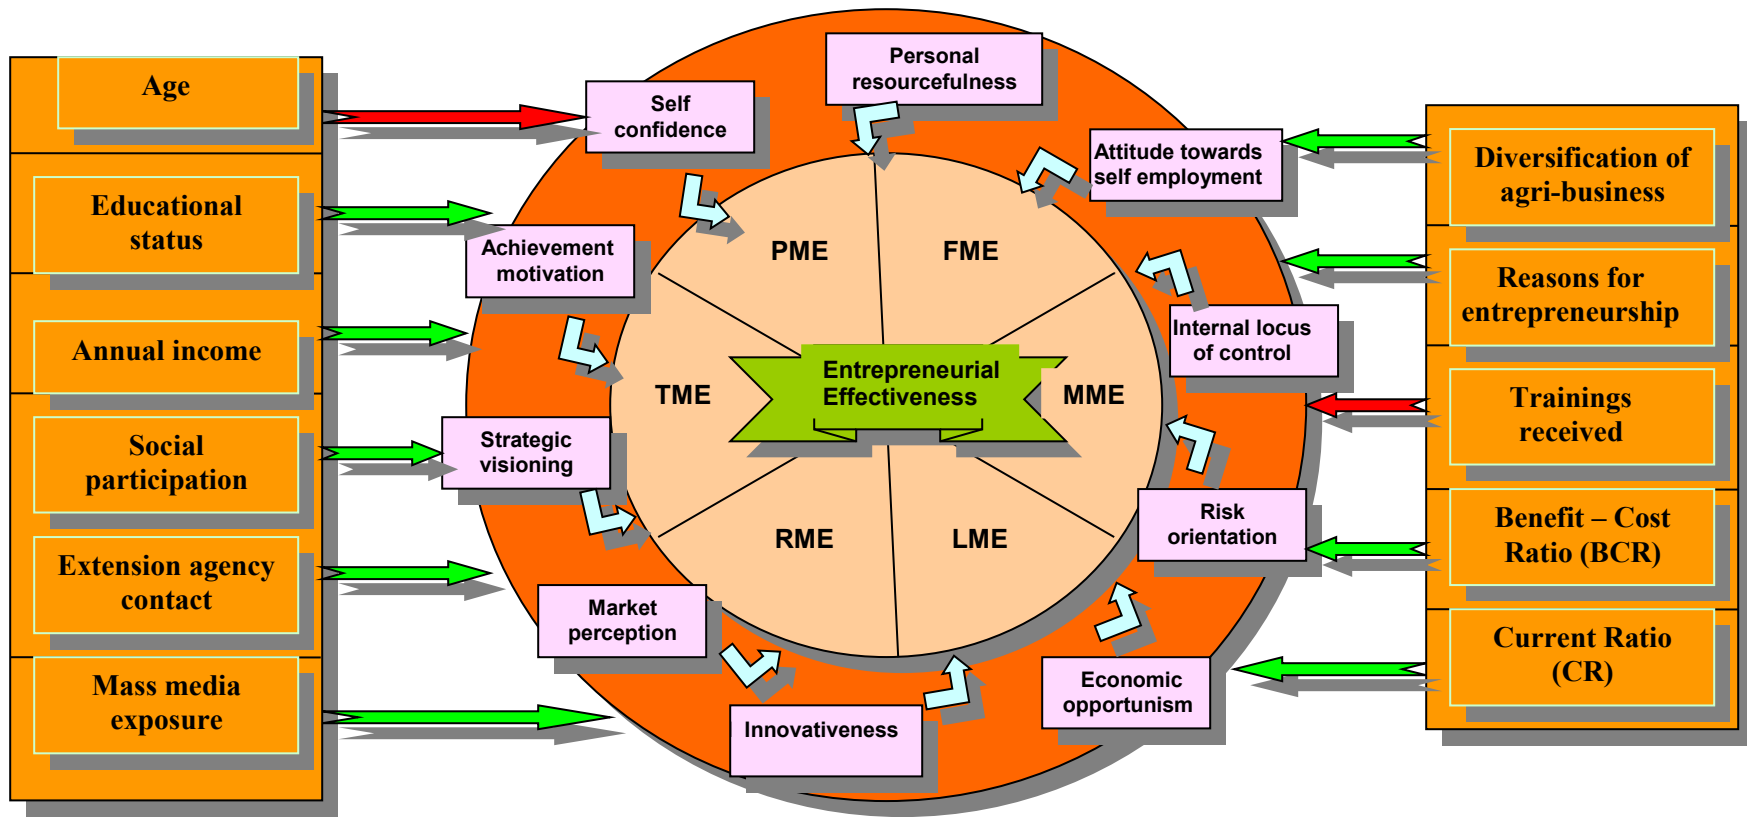 Age
Educational
status
Annual income
Social
participation
Extension agency
contact
Mass media
exposure
Personal
resourcefulness
Self
confidence
Attitude towards
self employment
Achievement
motivation
Internal locus
of control
Strategic
visioning
Risk
orientation
Market
perception
Economic
opportunism
Innovativeness
PME
FME
TME
Entrepreneurial
Effectiveness
MME
RME
LME
Diversification of
agri-business
Reasons for
entrepreneurship
Trainings
received
Benefit – Cost
Ratio (BCR)
Current Ratio
(CR)